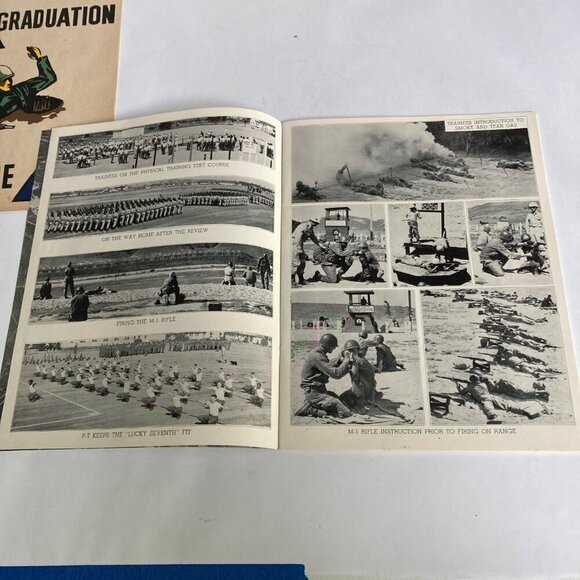 GRADUATION
E
TRAINEES ON THE PHYSICAL TRAINING TEST COURSE
ON THE WAY HOME AFTER THE REVIEW
FIRING THE M-1 RIFLE
P-T KEEPS THE "LUCKY SEVENTH" FIT
TRAINEES INTRODUCTION TO
SMOKE AND TEAR GAS
M-1 RIFLE INSTRUCTION PRIOR TO FIRING ON RANGE